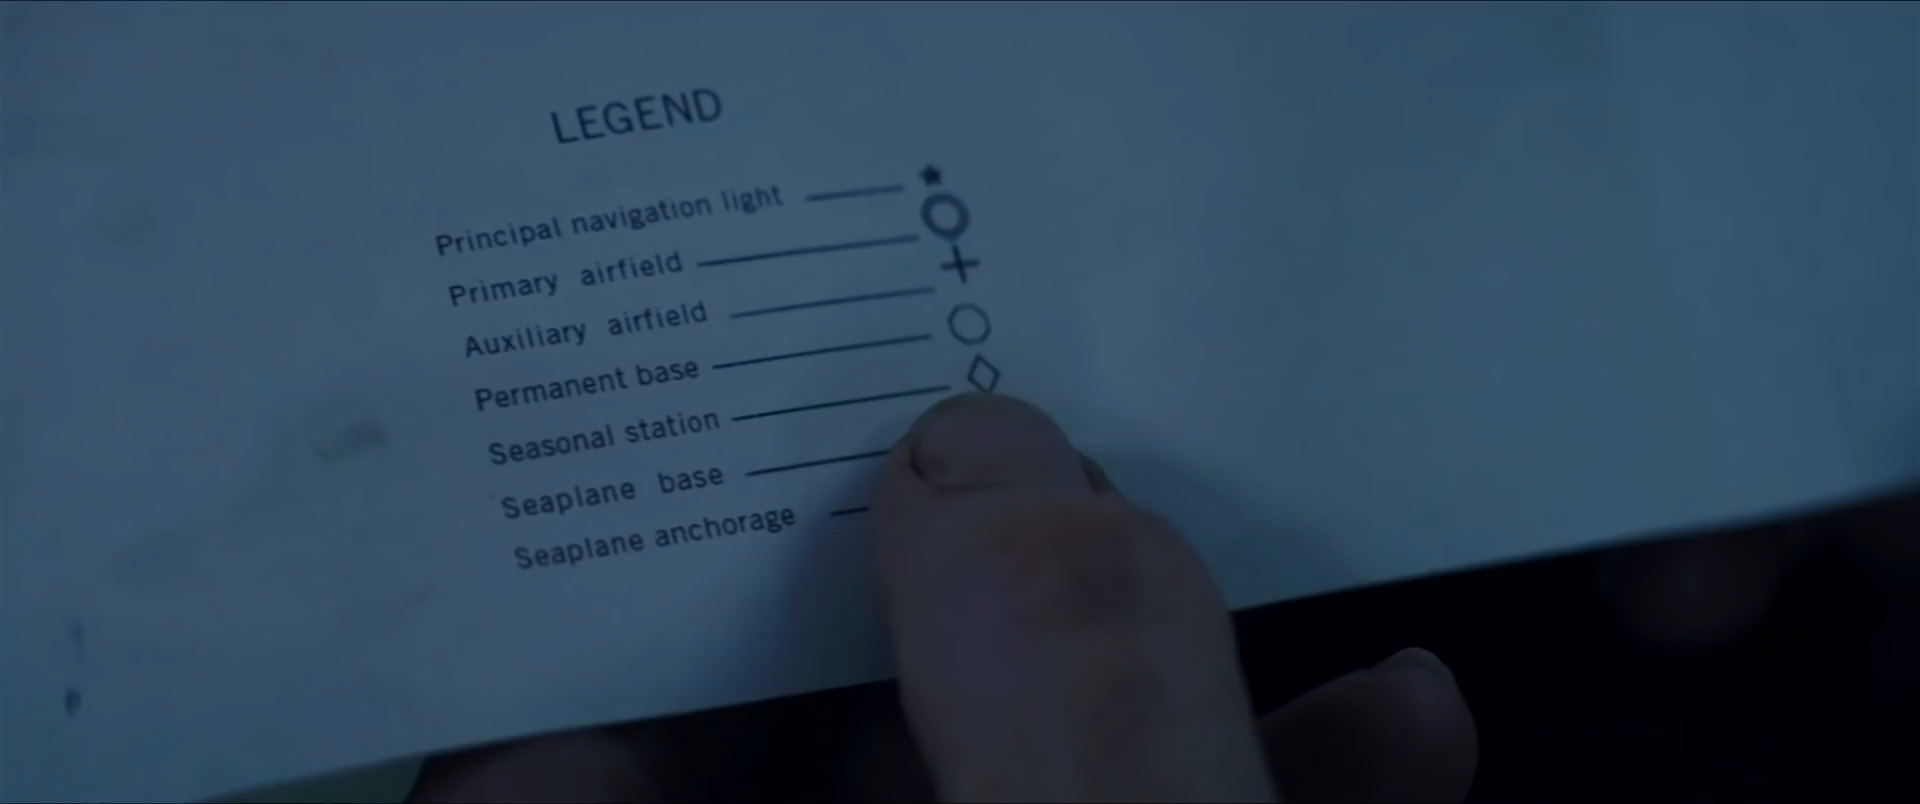 LEGEND
Principal navigation light
Primary airfield
Auxiliary airfield
Permanent base
Seasonal station
Seaplane base
Seaplane anchorage